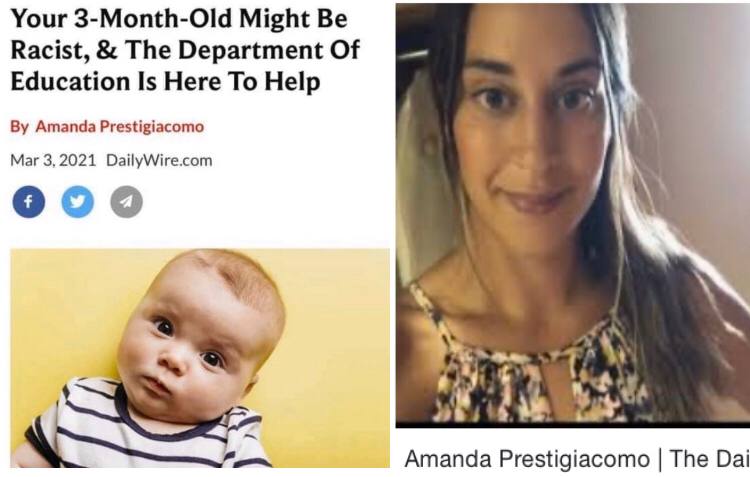 Your 3-Month-Old Might Be
Racist, & The Department Of
Education Is Here To Help
By Amanda Prestigiacomo
Mar 3, 2021 DailyWire.com
f
Amanda Prestigiacomo | The Dai